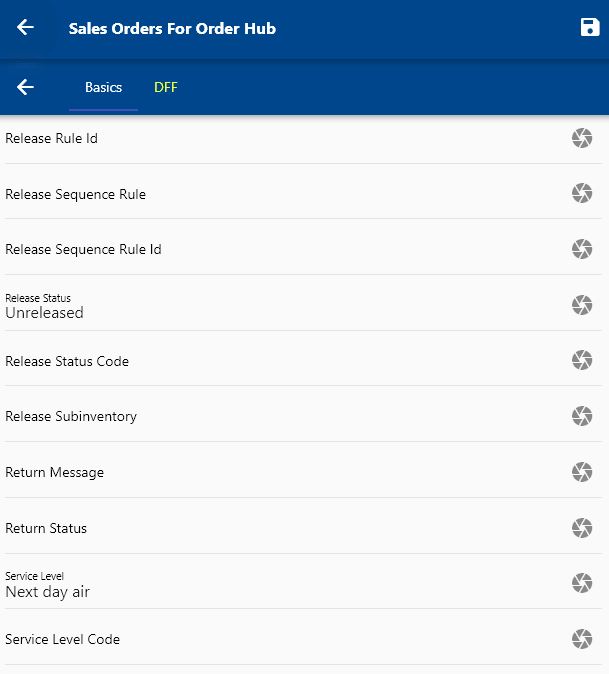 Sales Orders For Order Hub
Basics
DFF
Release Rule Id
Release Sequence Rule
Release Sequence Rule Id
Release Status
Unreleased
Release Status Code
Release Subinventory
Return Message
Return Status
Service Level
Next day air
Service Level Code